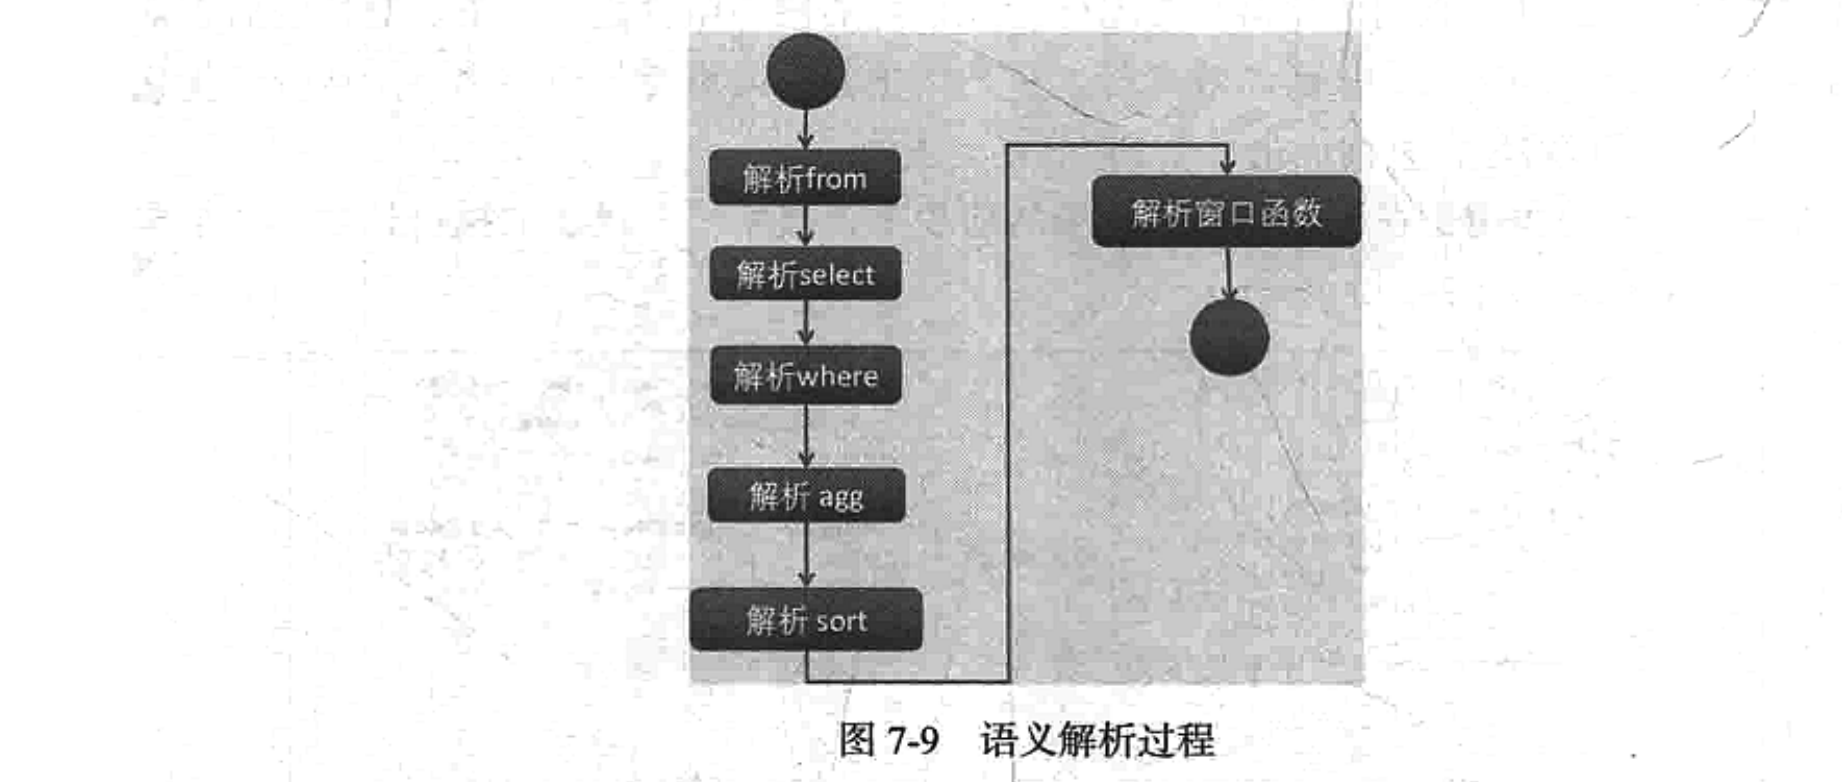 解析from
解析select
解析where
解析 agg
解析 sort
解析窗口函数
图 7-9 语义解析过程